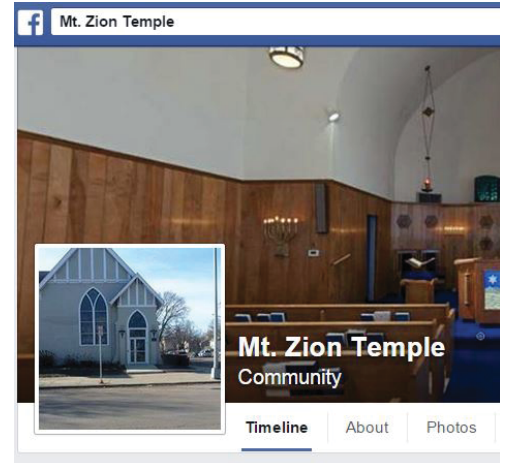 f Mt. Zion Temple
Mt. Zion Temple
Community
Timeline About Photos